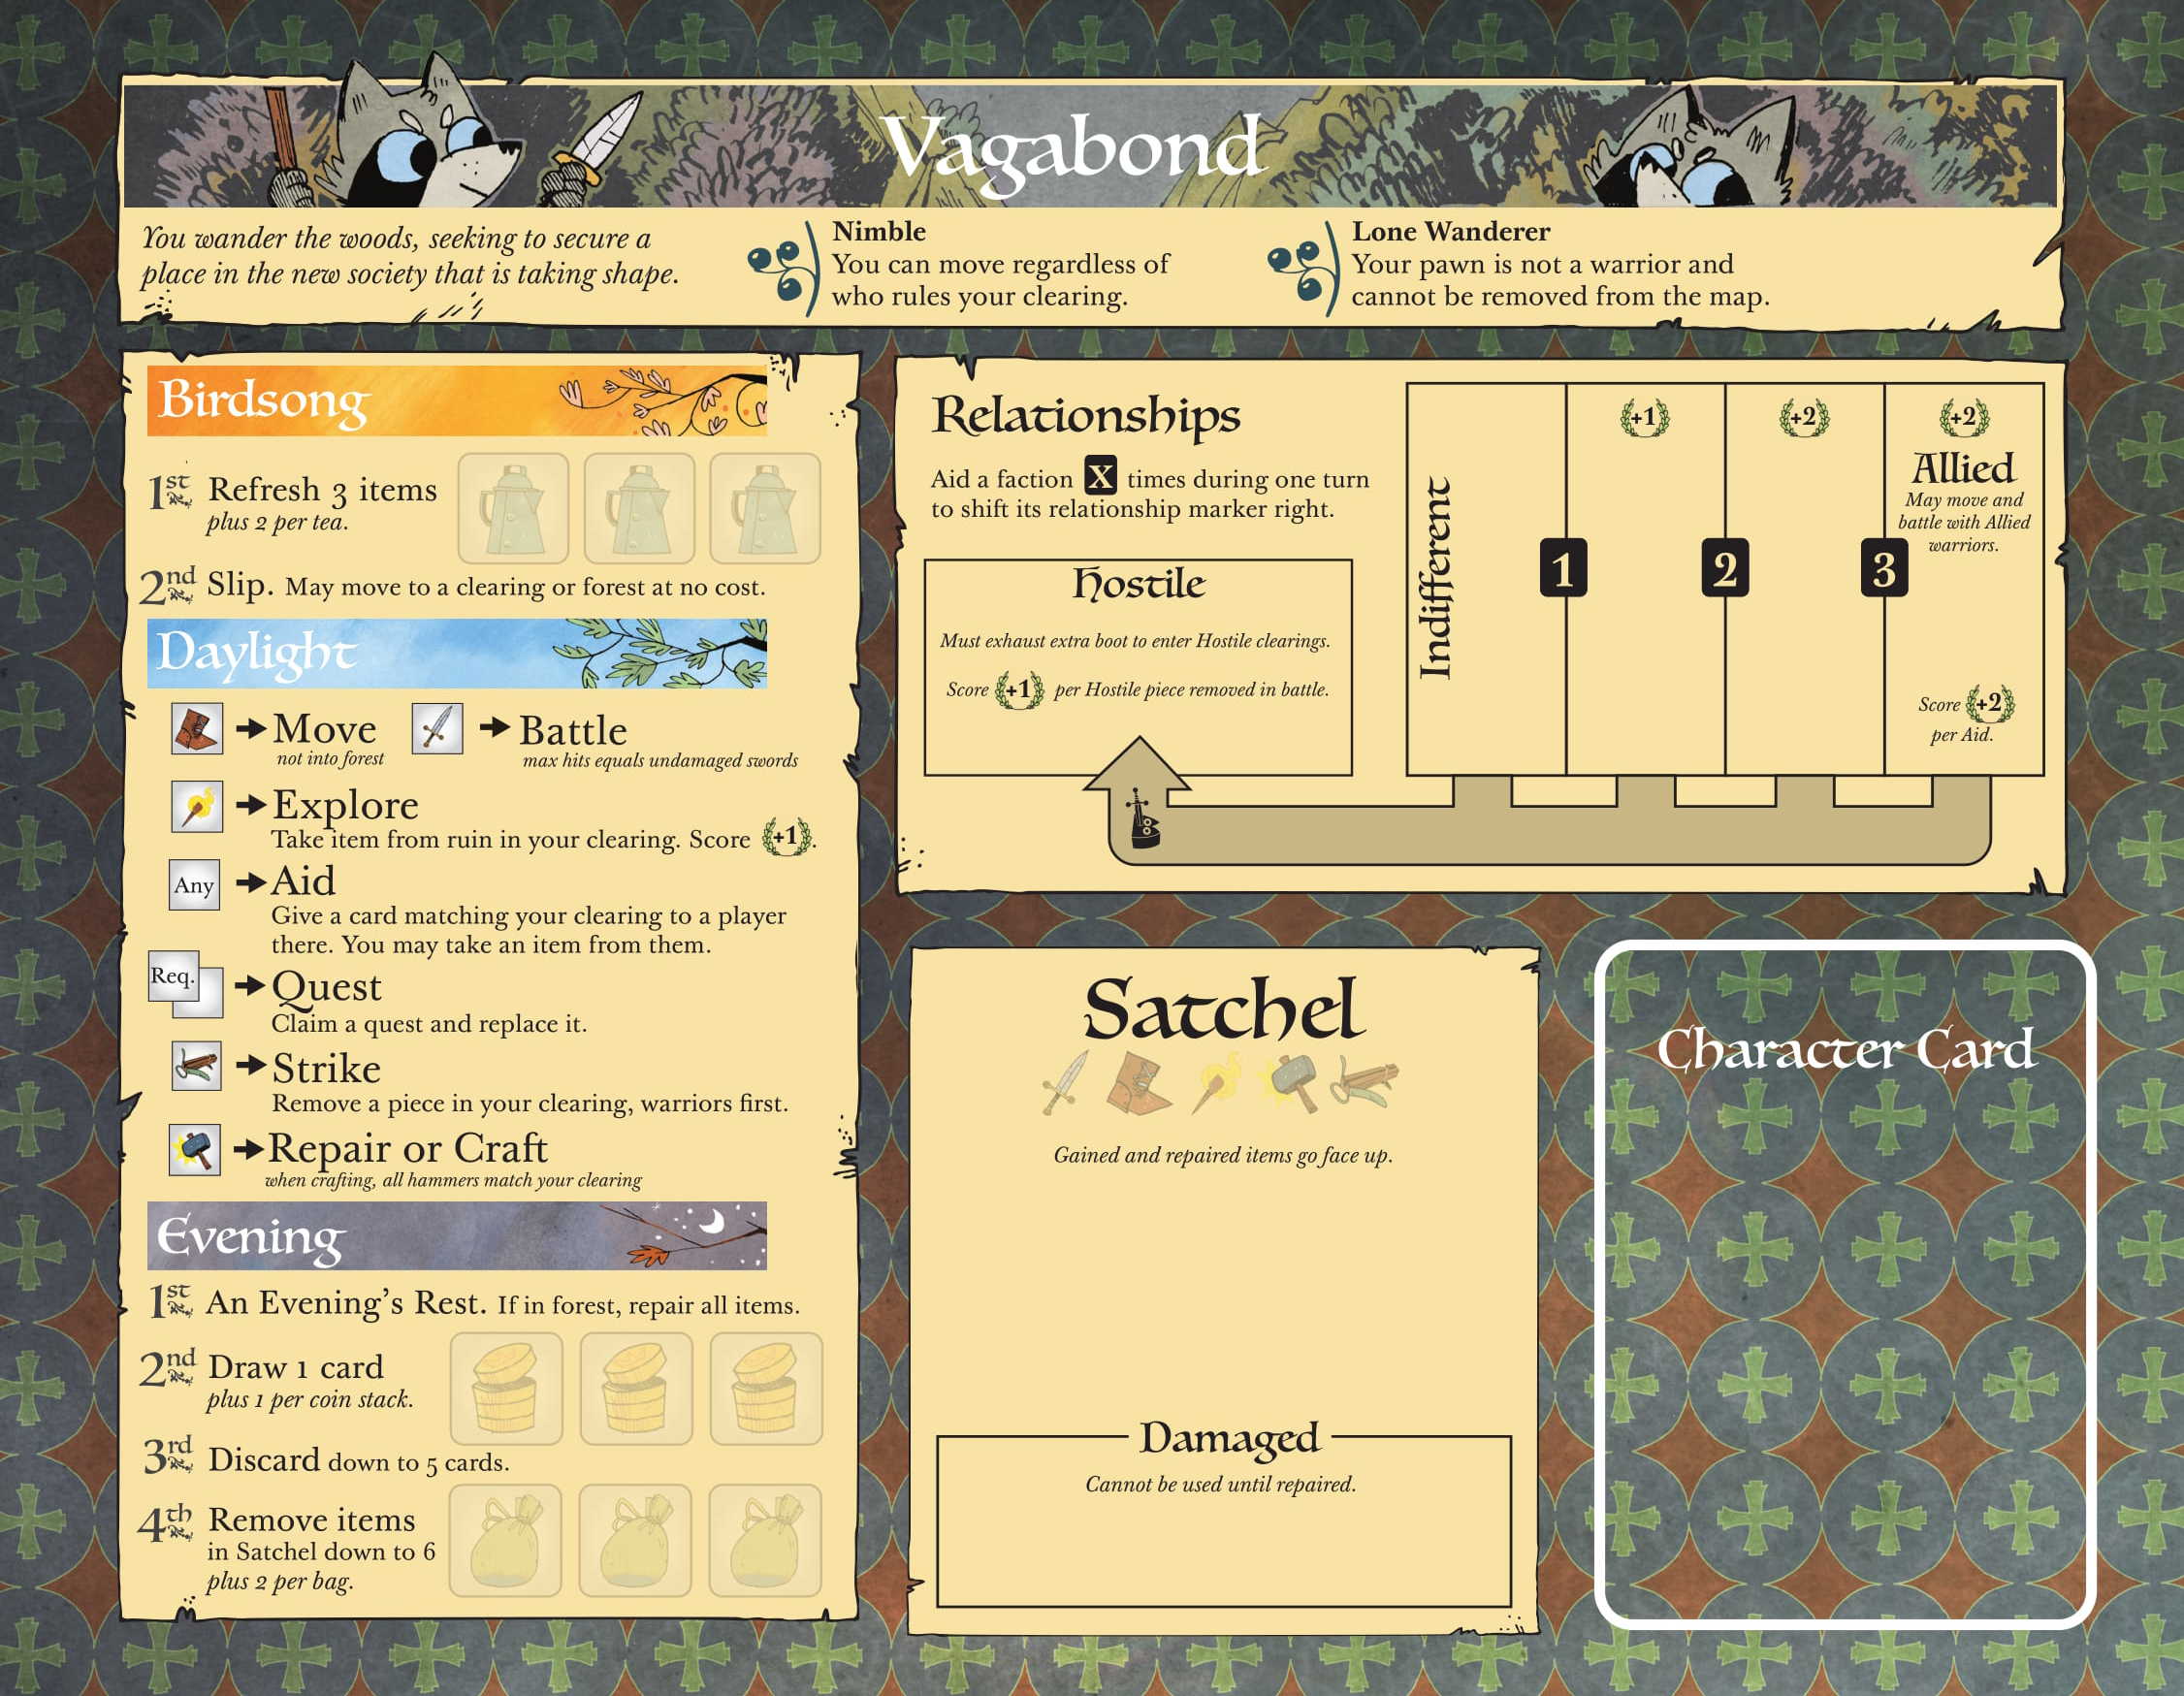 Vagabond
You wander the woods, seeking to secure a
place in the new society that is taking shape.
Nimble
You can move regardless of
who rules your clearing.
Lone Wanderer
Your pawn is not a warrior and
cannot be removed from the map.
Birdsong
1st Refresh 3 items
plus 2 per tea.
2nd Slip. May move to a clearing or forest at no cost.
Daylight
Move
not into forest
Battle
max hits equals undamaged swords
Explore
Take item from ruin in your clearing. Score +1.
Any Aid
Give a card matching your clearing to a player
there. You may take an item from them.
Req. Quest
Claim a quest and replace it.
Strike
Remove a piece in your clearing, warriors first.
Repair or Craft
when crafting, all hammers match your clearing
Evening
1st An Evening's Rest. If in forest, repair all items.
2nd Draw 1 card
plus 1 per coin stack.
3rd Discard down to 5 cards.
4th Remove items
in Satchel down to 6
plus 2 per bag.
Relationships
Aid a faction X times during one turn
to shift its relationship marker right.
Hostile
Must exhaust extra boot to enter Hostile clearings.
Score +1 per Hostile piece removed in battle.
Indifferent
1
+1
2
+2
3
+2
Allied
May move and
battle with Allied
warriors.
Score +2
per Aid.
Satchel
Gained and repaired items go face up.
Damaged
Cannot be used until repaired.
Character Card